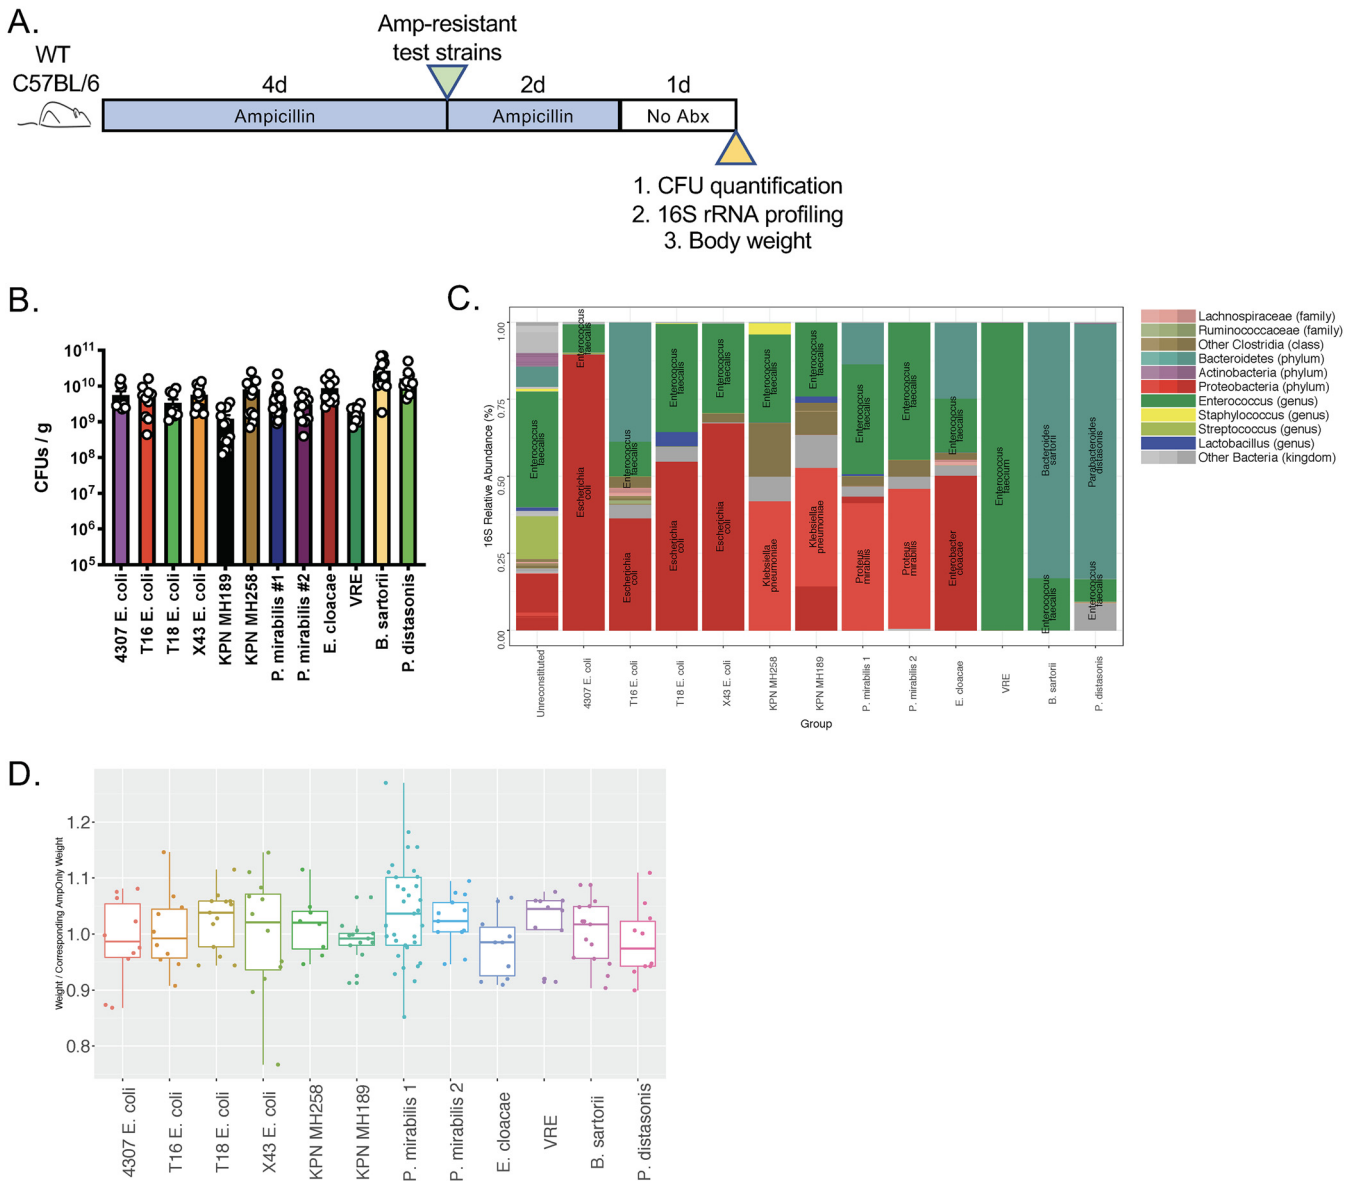 A.
WT
C57BL/6
Amp-resistant
test strains
4d
2d
1d
Ampicillin
Ampicillin
No Abx
1. CFU quantification
2. 16S rRNA profiling
3. Body weight
B.
CFUs / g
10¹¹
10¹⁰
10⁹
10⁸
10⁷
10⁶
10⁵
4307 E. coli
T16 E. coli
T18 E. coli
X43 E. coli
KPN MH189
KPN MH258
P. mirabilis #1
P. mirabilis #2
E. cloacae
VRE
B. sartorii
P. distasonis
C.
16S Relative Abundance (%)
1.00
0.75
0.50
0.25
0.00
Enterococcus
faecalis
Enterococcus
faecalis
Escherichia
coli
Enterococcus
faecalis
Escherichia
coli
Enterococcus
faecalis
Escherichia
coli
Enterococcus
faecalis
Escherichia
coli
Enterococcus
faecalis
Klebsiella
pneumoniae
Enterococcus
faecalis
Klebsiella
pneumoniae
Enterococcus
faecalis
Proteus
mirabilis
Enterococcus
faecalis
Proteus
mirabilis
Enterococcus
faecalis
Enterobacter
cloacae
Enterococcus
faecium
Bacteroides
sartorii
Enterococcus
faecalis
Parabacteroides
distasonis
Enterococcus
faecalis
Unreconstituted
4307 E. coli
T16 E. coli
T18 E. coli
X43 E. coli
KPN MH258
KPN MH189
P. mirabilis 1
P. mirabilis 2
E. cloacae
VRE
B. sartorii
P. distasonis
Group
Lachnospiraceae (family)
Ruminococcaceae (family)
Other Clostridia (class)
Bacteroidetes (phylum)
Actinobacteria (phylum)
Proteobacteria (phylum)
Enterococcus (genus)
Staphylococcus (genus)
Streptococcus (genus)
Lactobacillus (genus)
Other Bacteria (kingdom)
D.
Weight / Corresponding AmpOnly Weight
1.2
1.1
1.0
0.9
0.8
4307 E. coli
T16 E. coli
T18 E. coli
X43 E. coli
KPN MH258
KPN MH189
P. mirabilis 1
P. mirabilis 2
E. cloacae
VRE
B. sartorii
P. distasonis